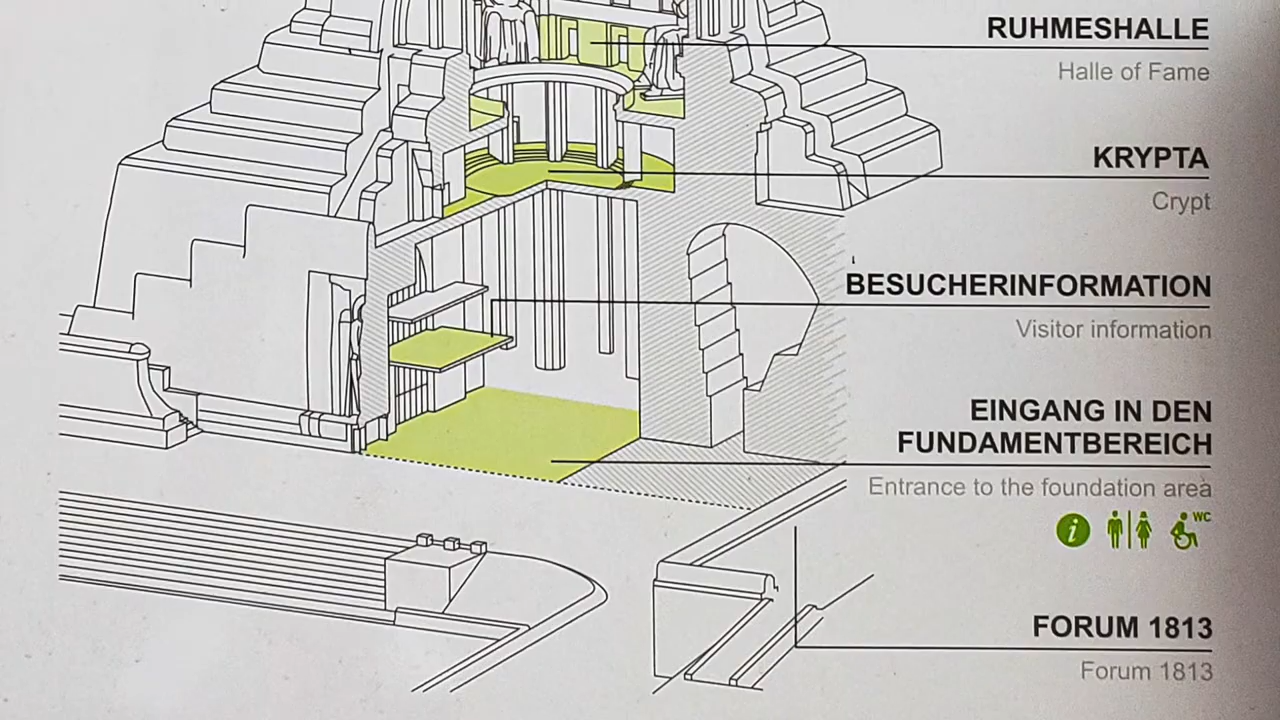 RUHMESHALLE
Halle of Fame
KRYPTA
Crypt
BESUCHERINFORMATION
Visitor information
EINGANG IN DEN
FUNDAMENTBEREICH
Entrance to the foundation area
i
WC
FORUM 1813
Forum 1813